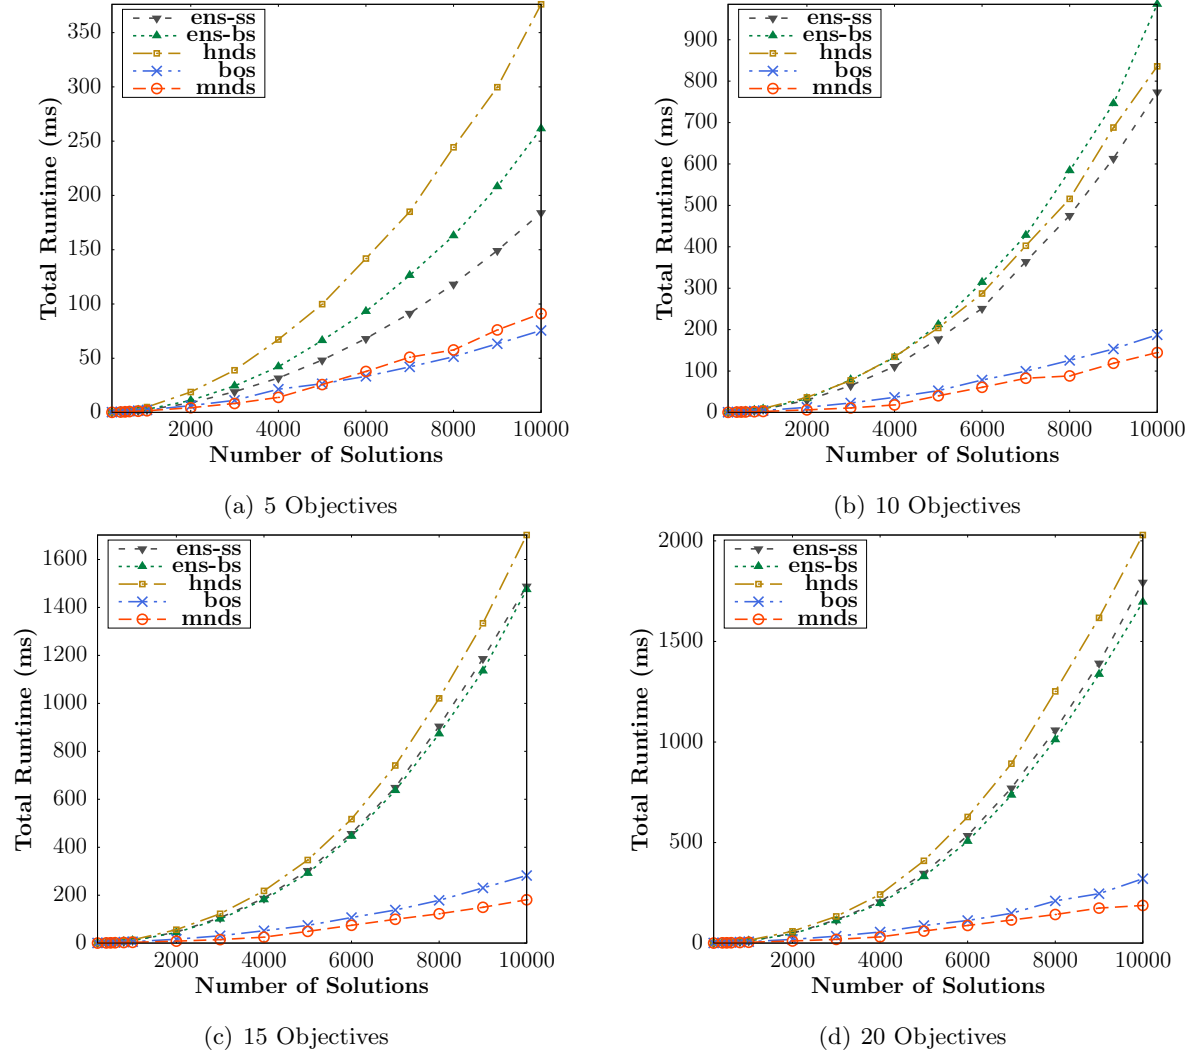 ens-ss
ens-bs
hnds
bos
mnds
Total Runtime (ms)
350
300
250
200
150
100
50
0
2000 4000 6000 8000 10000
Number of Solutions
(a) 5 Objectives
ens-ss
ens-bs
hnds
bos
mnds
Total Runtime (ms)
900
800
700
600
500
400
300
200
100
0
2000 4000 6000 8000 10000
Number of Solutions
(b) 10 Objectives
ens-ss
ens-bs
hnds
bos
mnds
Total Runtime (ms)
1600
1400
1200
1000
800
600
400
200
0
2000 4000 6000 8000 10000
Number of Solutions
(c) 15 Objectives
ens-ss
ens-bs
hnds
bos
mnds
Total Runtime (ms)
2000
1500
1000
500
0
2000 4000 6000 8000 10000
Number of Solutions
(d) 20 Objectives